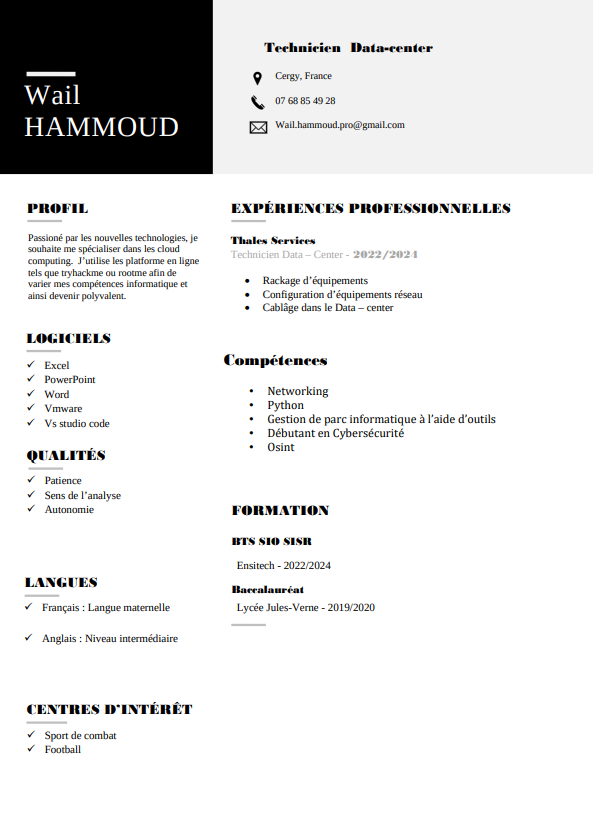 Wail
HAMMOUD
Technicien Data-center
Cergy, France
07 68 85 49 28
Wail.hammoud.pro@gmail.com
PROFIL
Passioné par les nouvelles technologies, je
souhaite me spécialiser dans les cloud
computing. J'utilise les platforme en ligne
tels que tryhackme ou rootme afin de
varier mes compétences informatique et
ainsi devenir polyvalent.
LOGICIELS
✓ Excel
✓ PowerPoint
✓ Word
✓ Vmware
✓ Vs studio code
QUALITÉS
✓ Patience
✓ Sens de l'analyse
✓ Autonomie
LANGUES
✓ Français : Langue maternelle
✓ Anglais : Niveau intermédiaire
CENTRES D'INTÉRÊT
✓ Sport de combat
✓ Football
EXPÉRIENCES PROFESSIONNELLES
Thales Services
Technicien Data – Center - 2022/2024
• Rackage d'équipements
• Configuration d'équipements réseau
• Cablâge dans le Data – center
Compétences
• Networking
• Python
• Gestion de parc informatique à l'aide d'outils
• Débutant en Cybersécurité
• Osint
FORMATION
BTS SIO SISR
Ensitech - 2022/2024
Baccalauréat
Lycée Jules-Verne - 2019/2020